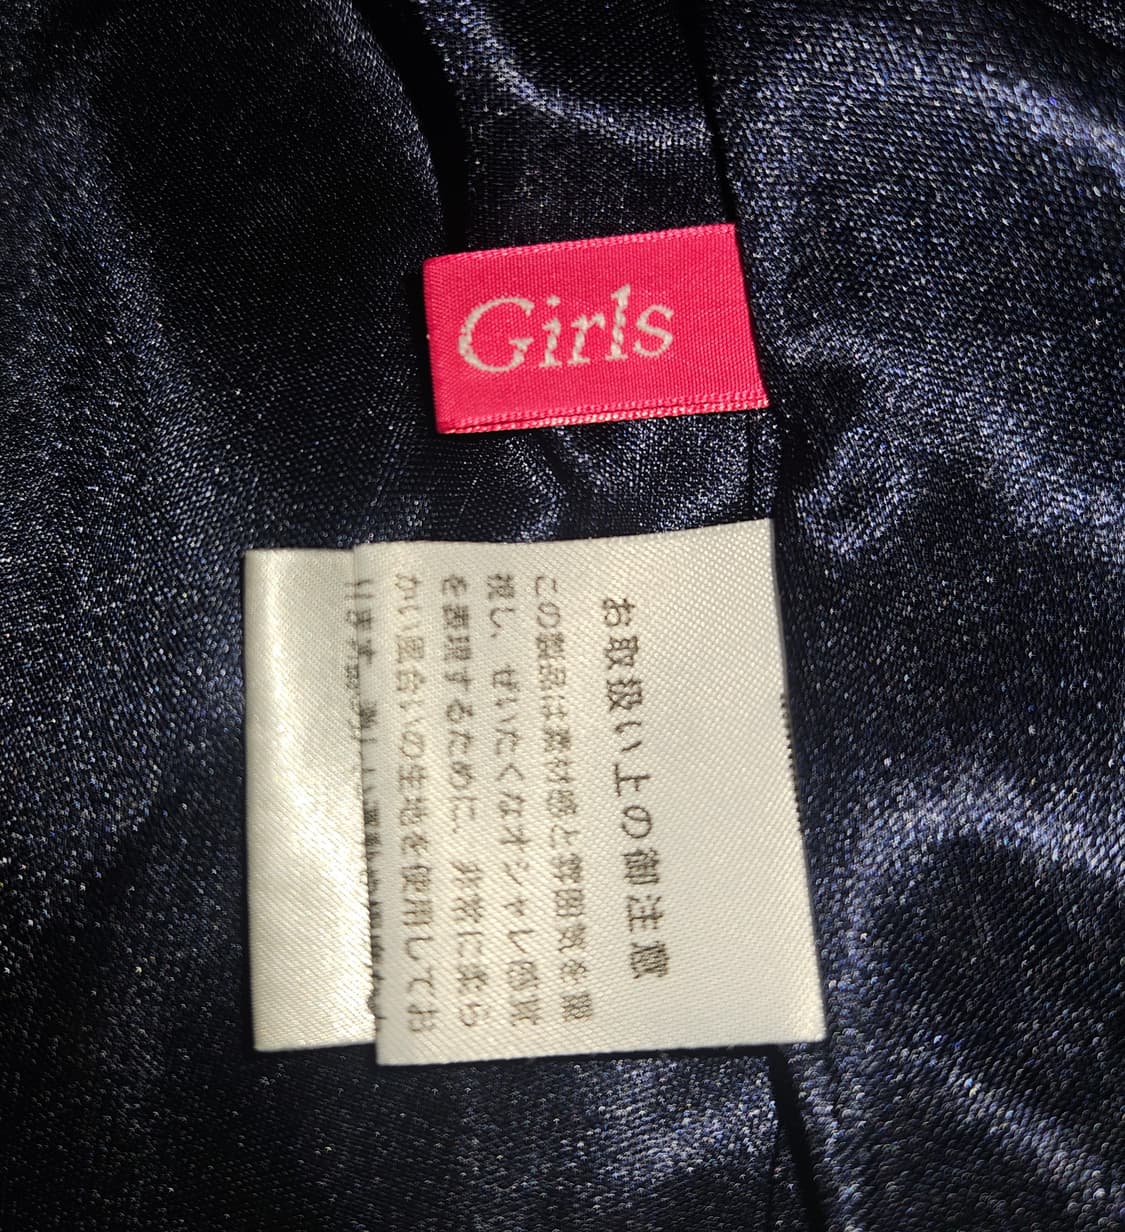 Girls
お取扱い上の御注意
この製品は素材感と雰囲気を重
視し、ぜいたくなオシャレ感覚
を表現するために、非常に柔ら
かい風合いの生地を使用してお
ります